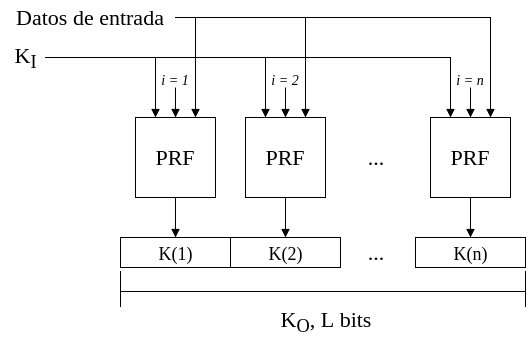 Datos de entrada
K_I
i = 1 i = 2 i = n
PRF PRF ... PRF
K(1) K(2) ... K(n)
K_O, L bits